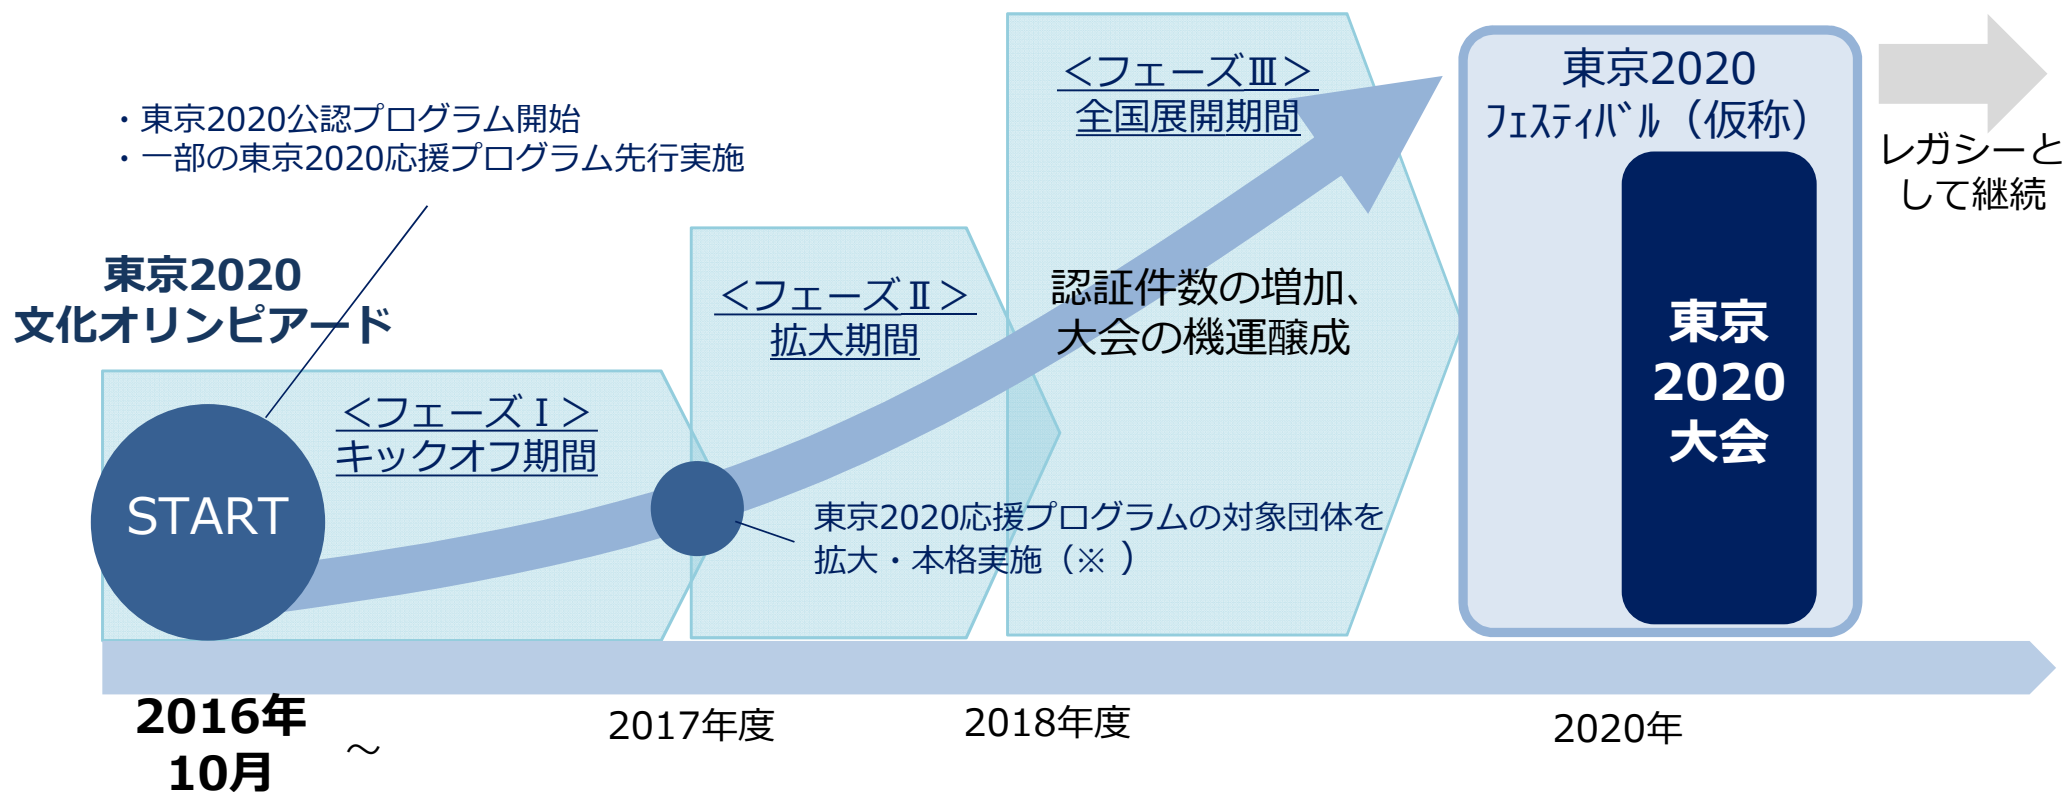 ・東京2020公認プログラム開始
・一部の東京2020応援プログラム先行実施
東京2020
文化オリンピアード
START
＜フェーズⅠ＞
キックオフ期間
＜フェーズⅡ＞
拡大期間
＜フェーズⅢ＞
全国展開期間
認証件数の増加、
大会の機運醸成
東京2020応援プログラムの対象団体を
拡大・本格実施（※ ）
東京2020
ﾌｪｽﾃｨﾊﾞﾙ（仮称）
東京
2020
大会
レガシーと
して継続
2016年
10月
～
2017年度
2018年度
2020年